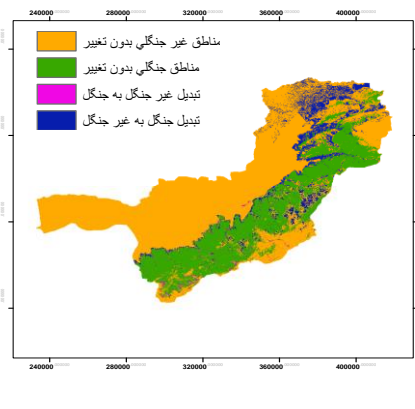 240000 280000 320000 360000 400000
مناطق غير جنگلي بدون تغيير
مناطق جنگلي بدون تغيير
تبديل غير جنگل به جنگل
تبديل جنگل به غير جنگل
240000 280000 320000 360000 400000